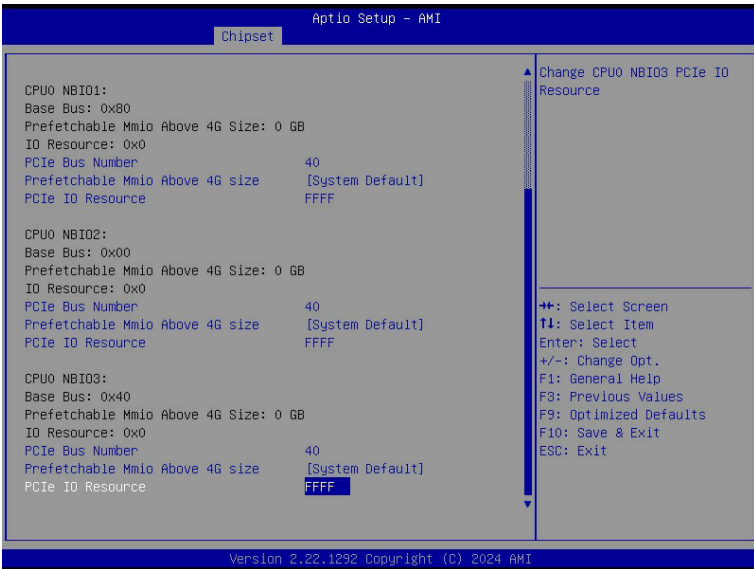 Aptio Setup – AMI
Chipset
CPU0 NBIO1:
Base Bus: 0x80
Prefetchable Mmio Above 4G Size: 0 GB
IO Resource: 0x0
PCIe Bus Number 40
Prefetchable Mmio Above 4G size [System Default]
PCIe IO Resource FFFF
CPU0 NBIO2:
Base Bus: 0x00
Prefetchable Mmio Above 4G Size: 0 GB
IO Resource: 0x0
PCIe Bus Number 40
Prefetchable Mmio Above 4G size [System Default]
PCIe IO Resource FFFF
CPU0 NBIO3:
Base Bus: 0x40
Prefetchable Mmio Above 4G Size: 0 GB
IO Resource: 0x0
PCIe Bus Number 40
Prefetchable Mmio Above 4G size [System Default]
PCIe IO Resource FFFF
Change CPU0 NBIO3 PCIe IO
Resource
→←: Select Screen
↑↓: Select Item
Enter: Select
+/-: Change Opt.
F1: General Help
F3: Previous Values
F9: Optimized Defaults
F10: Save & Exit
ESC: Exit
Version 2.22.1292 Copyright (C) 2024 AMI